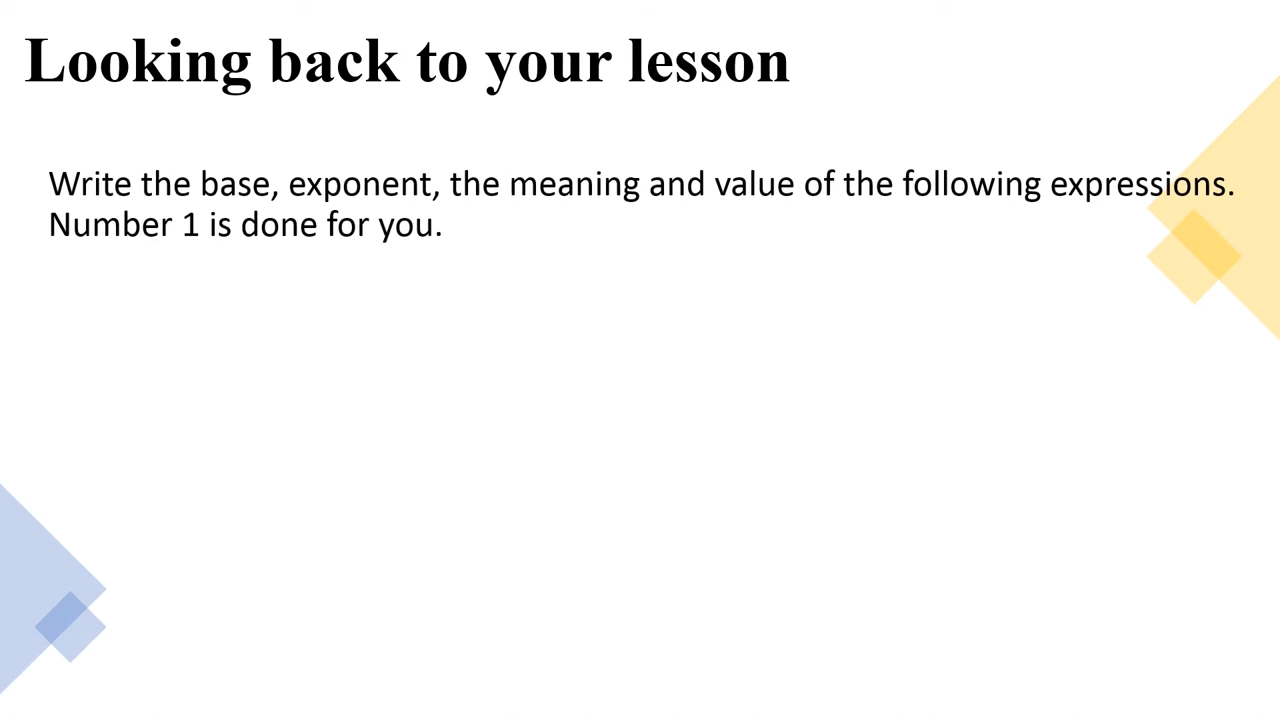 Looking back to your lesson
Write the base, exponent, the meaning and value of the following expressions.
Number 1 is done for you.